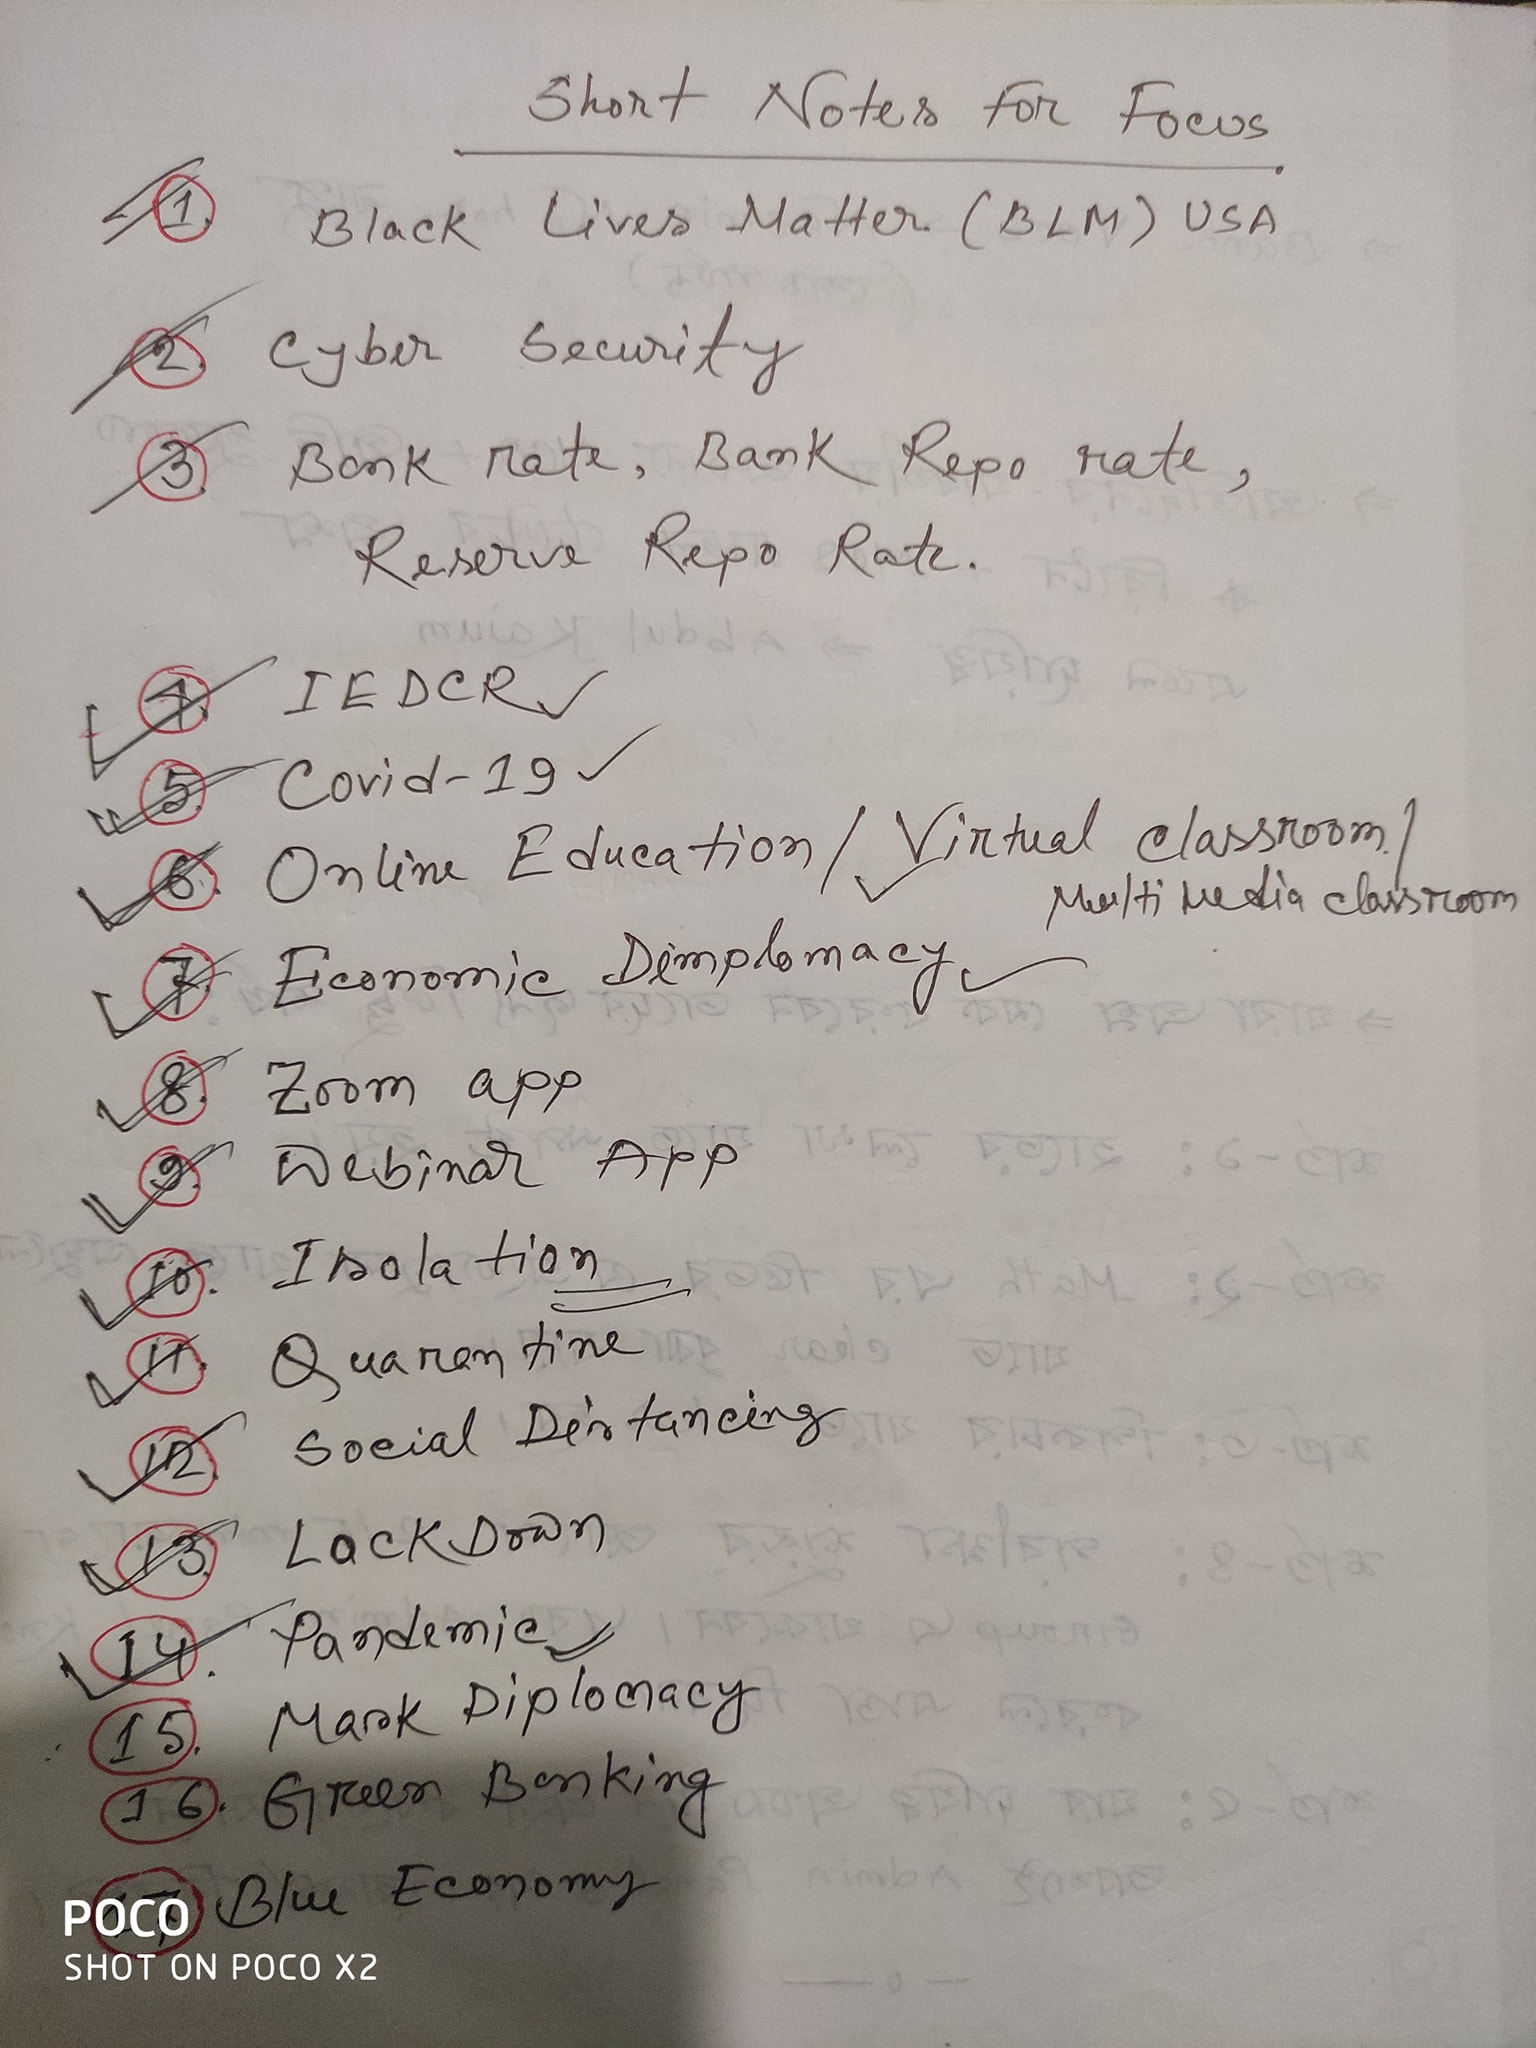 Short Notes for Focus
1. Black Lives Matter (BLM) USA
2. Cyber Security
3. Bank rate, Bank Repo rate,
Reserve Repo Rate.
4. IEDCR
5. Covid-19
6. Online Education/ Virtual Classroom/
Multi Media classroom
7. Economic Dimplomacy
8. Zoom app
9. Webinar App
10. Isolation
11. Quarentine
12. Social Distancing
13. LockDown
14. Pandemic
15. Mask Diplomacy
16. Green Banking
17. Blue Economy
POCO
SHOT ON POCO X2